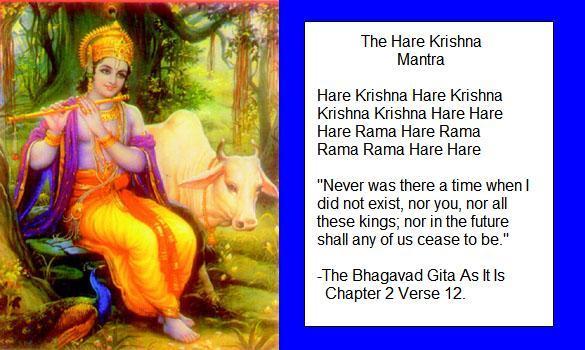 The Hare Krishna
Mantra
Hare Krishna Hare Krishna
Krishna Krishna Hare Hare
Hare Rama Hare Rama
Rama Rama Hare Hare
"Never was there a time when I
did not exist, nor you, nor all
these kings; nor in the future
shall any of us cease to be."
-The Bhagavad Gita As It Is
Chapter 2 Verse 12.